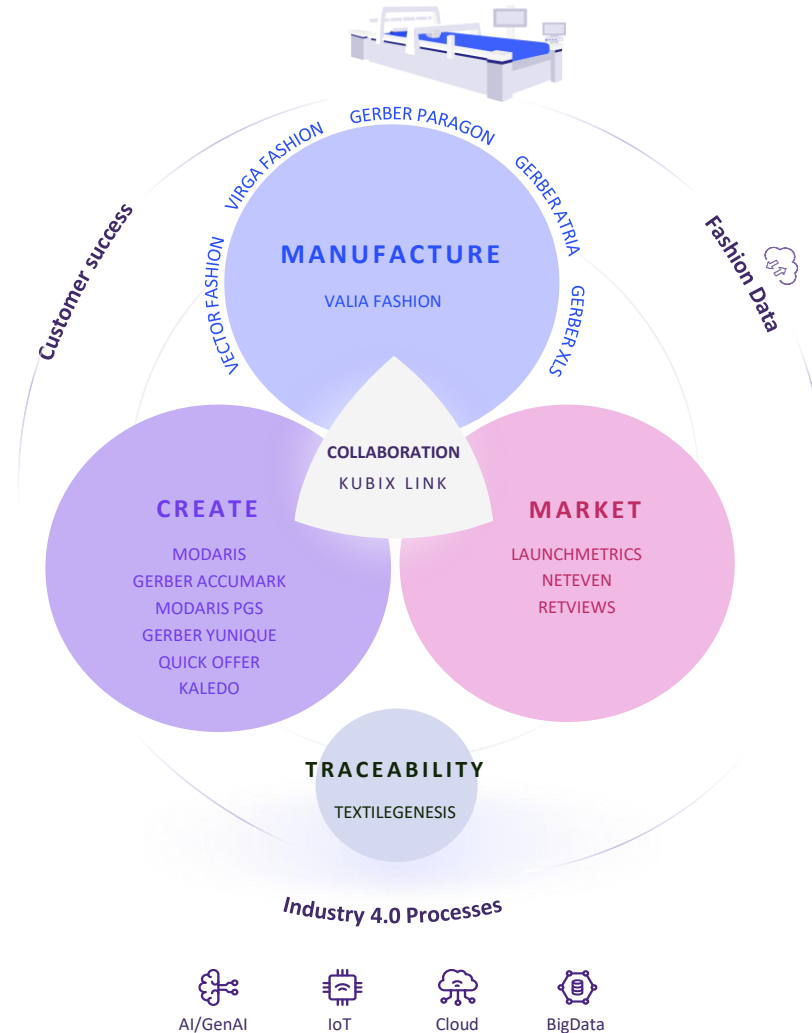 GERBER PARAGON
VIRGA FASHION
GERBER ATRIA
VECTOR FASHION
GERBER XLS
Customer success
Fashion Data
MANUFACTURE
VALIA FASHION
COLLABORATION
KUBIX LINK
CREATE
MODARIS
GERBER ACCUMARK
MODARIS PGS
GERBER YUNIQUE
QUICK OFFER
KALEDO
MARKET
LAUNCHMETRICS
NETEVEN
RETVIEWS
TRACEABILITY
TEXTILEGENESIS
Industry 4.0 Processes
AI/GenAI
IoT
Cloud
BigData